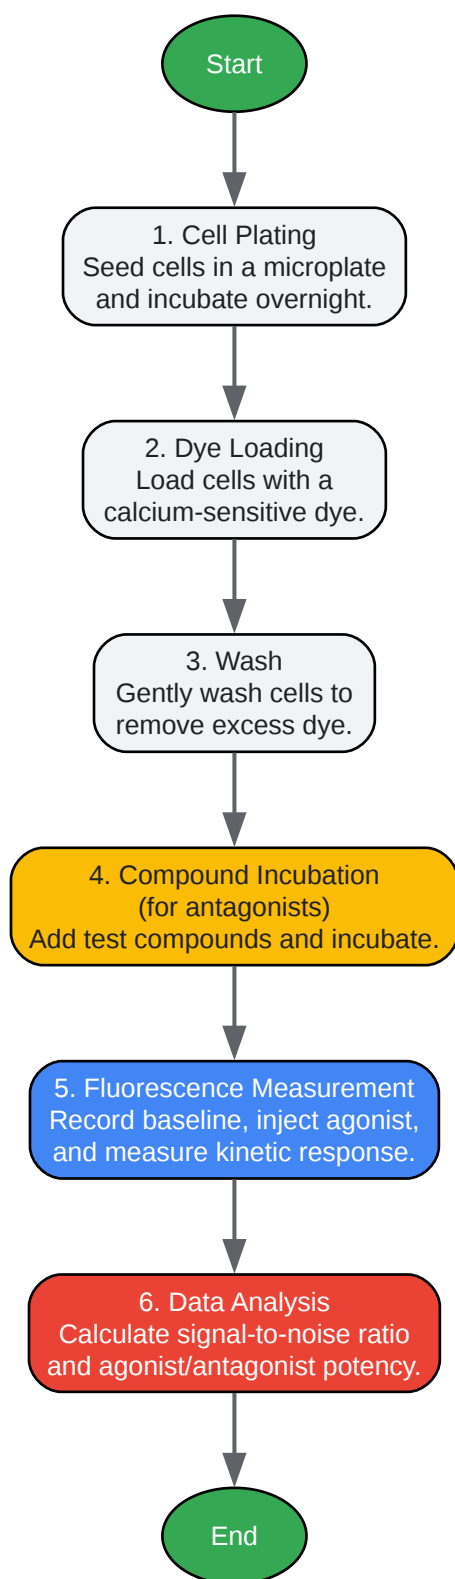 Start
1. Cell Plating
Seed cells in a microplate
and incubate overnight.
2. Dye Loading
Load cells with a
calcium-sensitive dye.
3. Wash
Gently wash cells to
remove excess dye.
4. Compound Incubation
(for antagonists)
Add test compounds and incubate.
5. Fluorescence Measurement
Record baseline, inject agonist,
and measure kinetic response.
6. Data Analysis
Calculate signal-to-noise ratio
and agonist/antagonist potency.
End